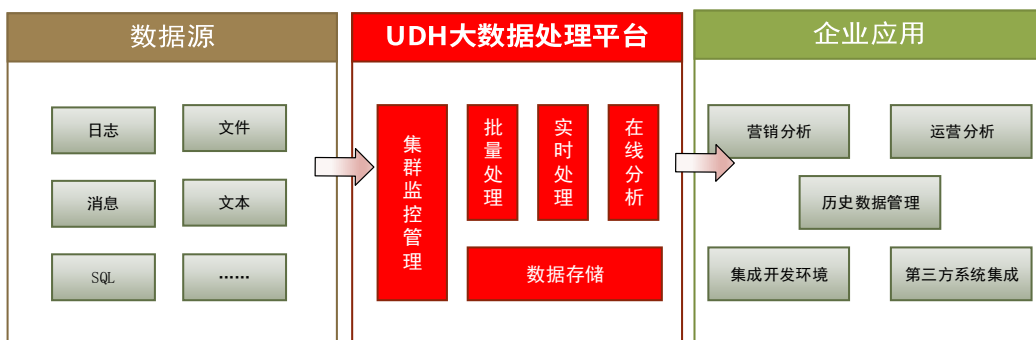 数据源
日志
文件
消息
文本
SQL
······
UDH大数据处理平台
集群监控管理
批量处理
实时处理
在线分析
数据存储
企业应用
营销分析
运营分析
历史数据管理
集成开发环境
第三方系统集成